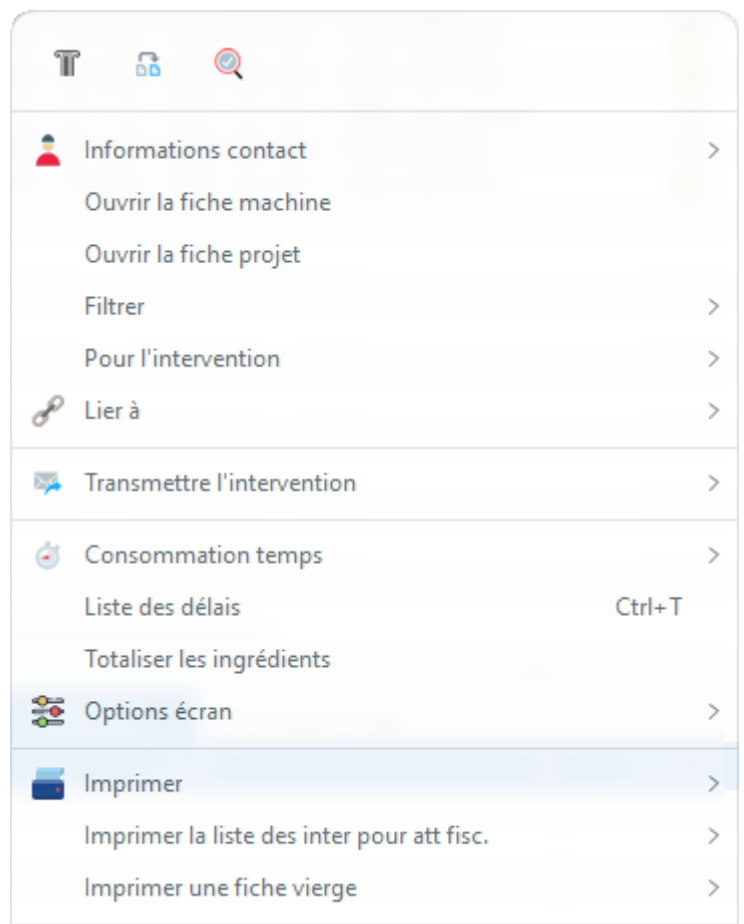 Informations contact
Ouvrir la fiche machine
Ouvrir la fiche projet
Filtrer
Pour l'intervention
Lier à
Transmettre l'intervention
Consommation temps
Liste des délais Ctrl+T
Totaliser les ingrédients
Options écran
Imprimer
Imprimer la liste des inter pour att fisc.
Imprimer une fiche vierge